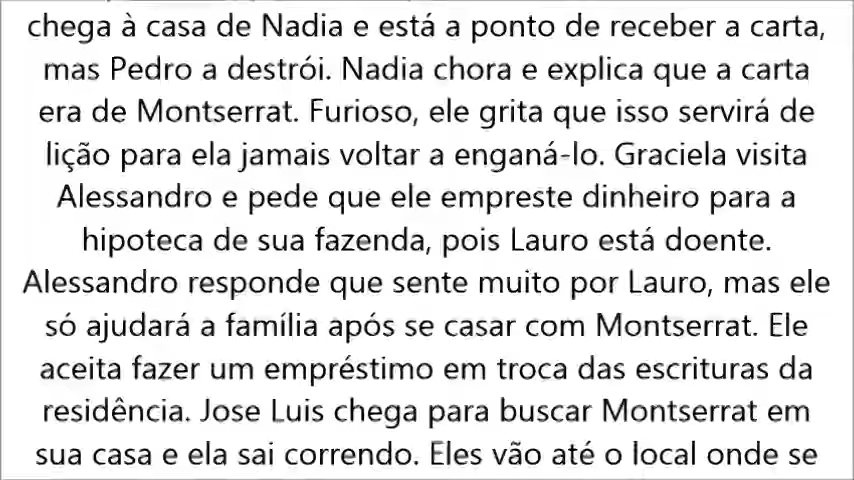 chega à casa de Nadia e está a ponto de receber a carta,
mas Pedro a destrói. Nadia chora e explica que a carta
era de Montserrat. Furioso, ele grita que isso servirá de
lição para ela jamais voltar a enganá-lo. Graciela visita
Alessandro e pede que ele empreste dinheiro para a
hipoteca de sua fazenda, pois Lauro está doente.
Alessandro responde que sente muito por Lauro, mas ele
só ajudará a família após se casar com Montserrat. Ele
aceita fazer um empréstimo em troca das escrituras da
residência. Jose Luis chega para buscar Montserrat em
sua casa e ela sai correndo. Eles vão até o local onde se